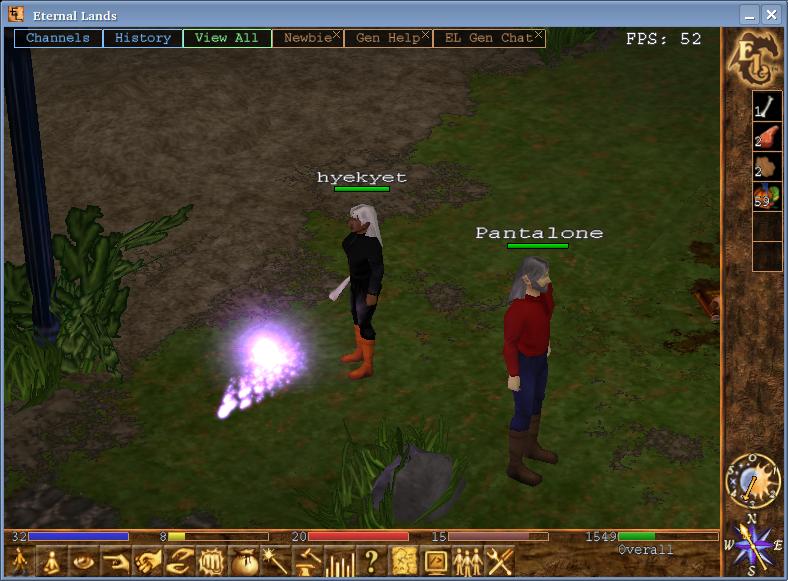 Eternal Lands
Channels History View All Newbie Gen Help EL Gen Chat FPS: 52
EL
1
2
2
59
hyekyet
Pantalone
N
W E
S
32 8 20 15 1549
Overall
?